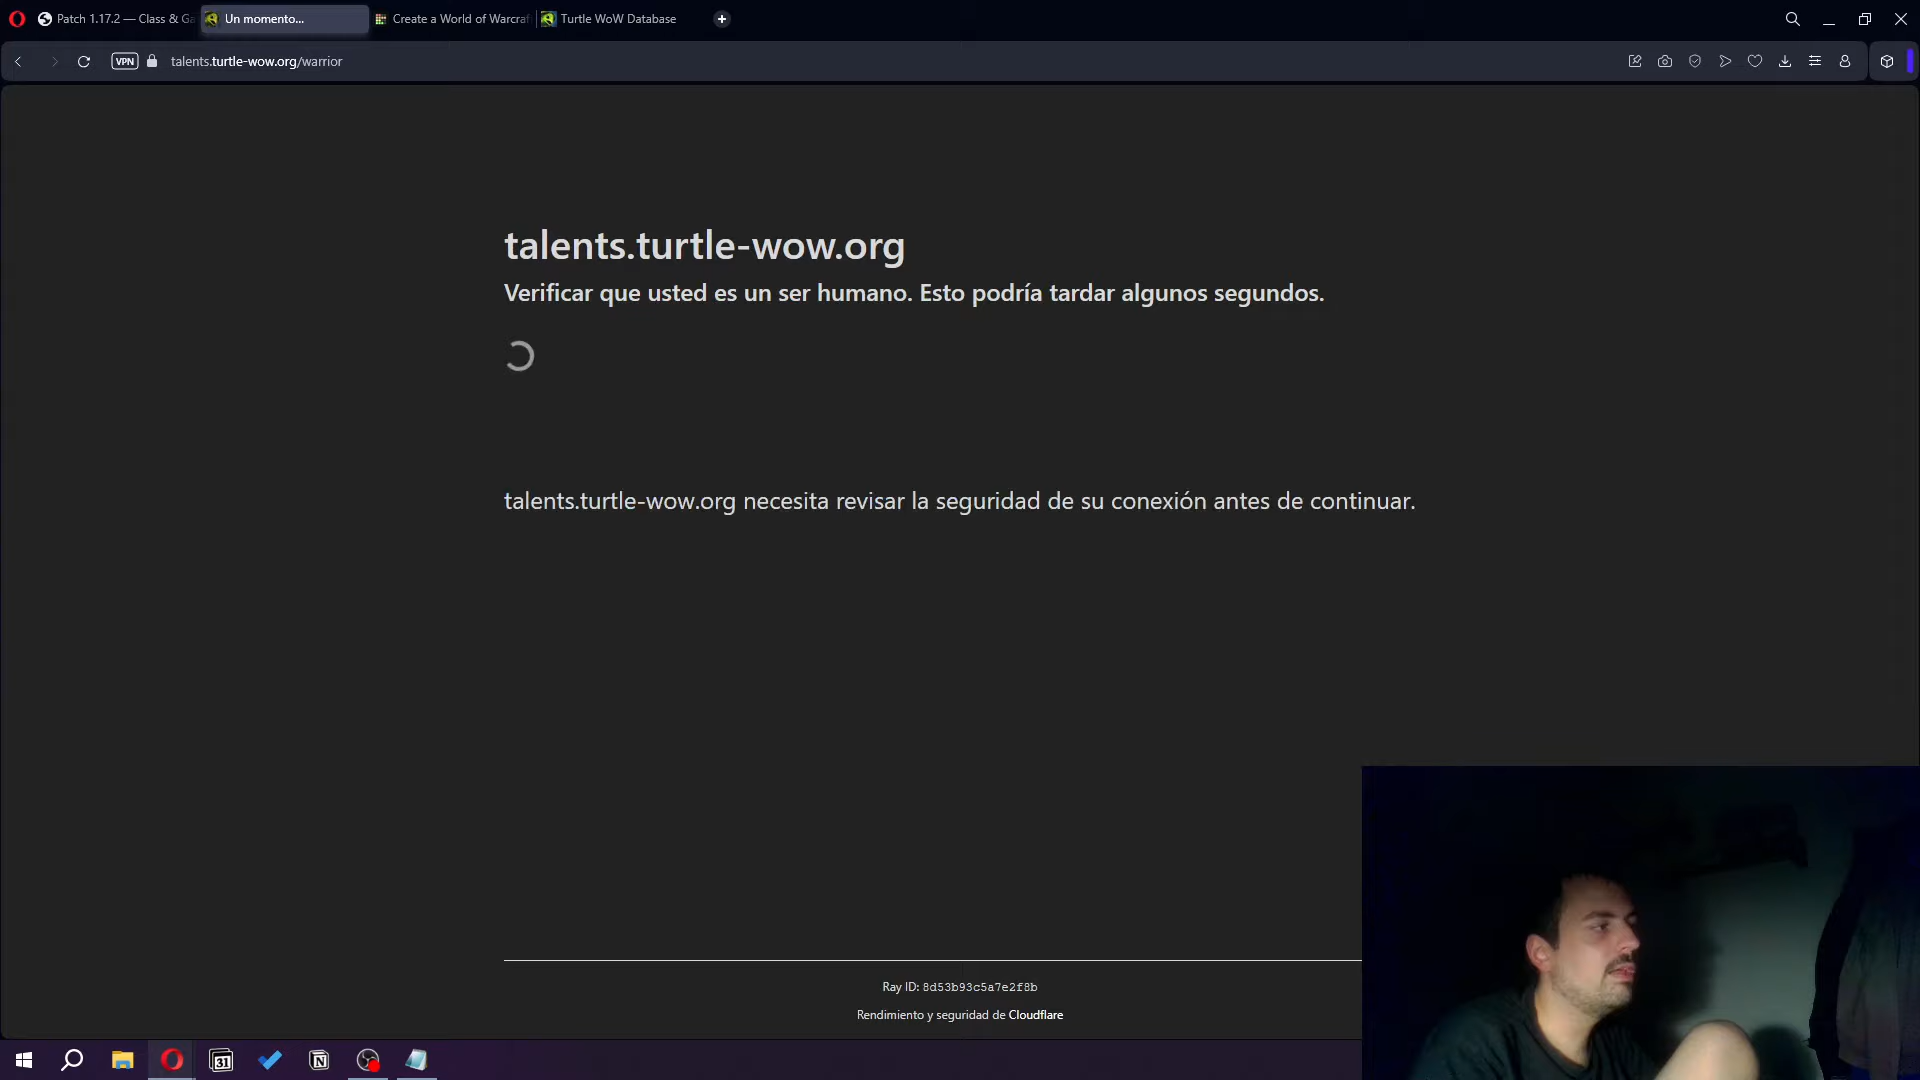 Patch 1.17.2 — Class & Ga
Un momento...
Create a World of Warcraf
Turtle WoW Database
VPN
talents.turtle-wow.org/warrior
talents.turtle-wow.org
Verificar que usted es un ser humano. Esto podría tardar algunos segundos.
talents.turtle-wow.org necesita revisar la seguridad de su conexión antes de continuar.
Ray ID: 8d53b93c5a7e2f8b
Rendimiento y seguridad de Cloudflare
31